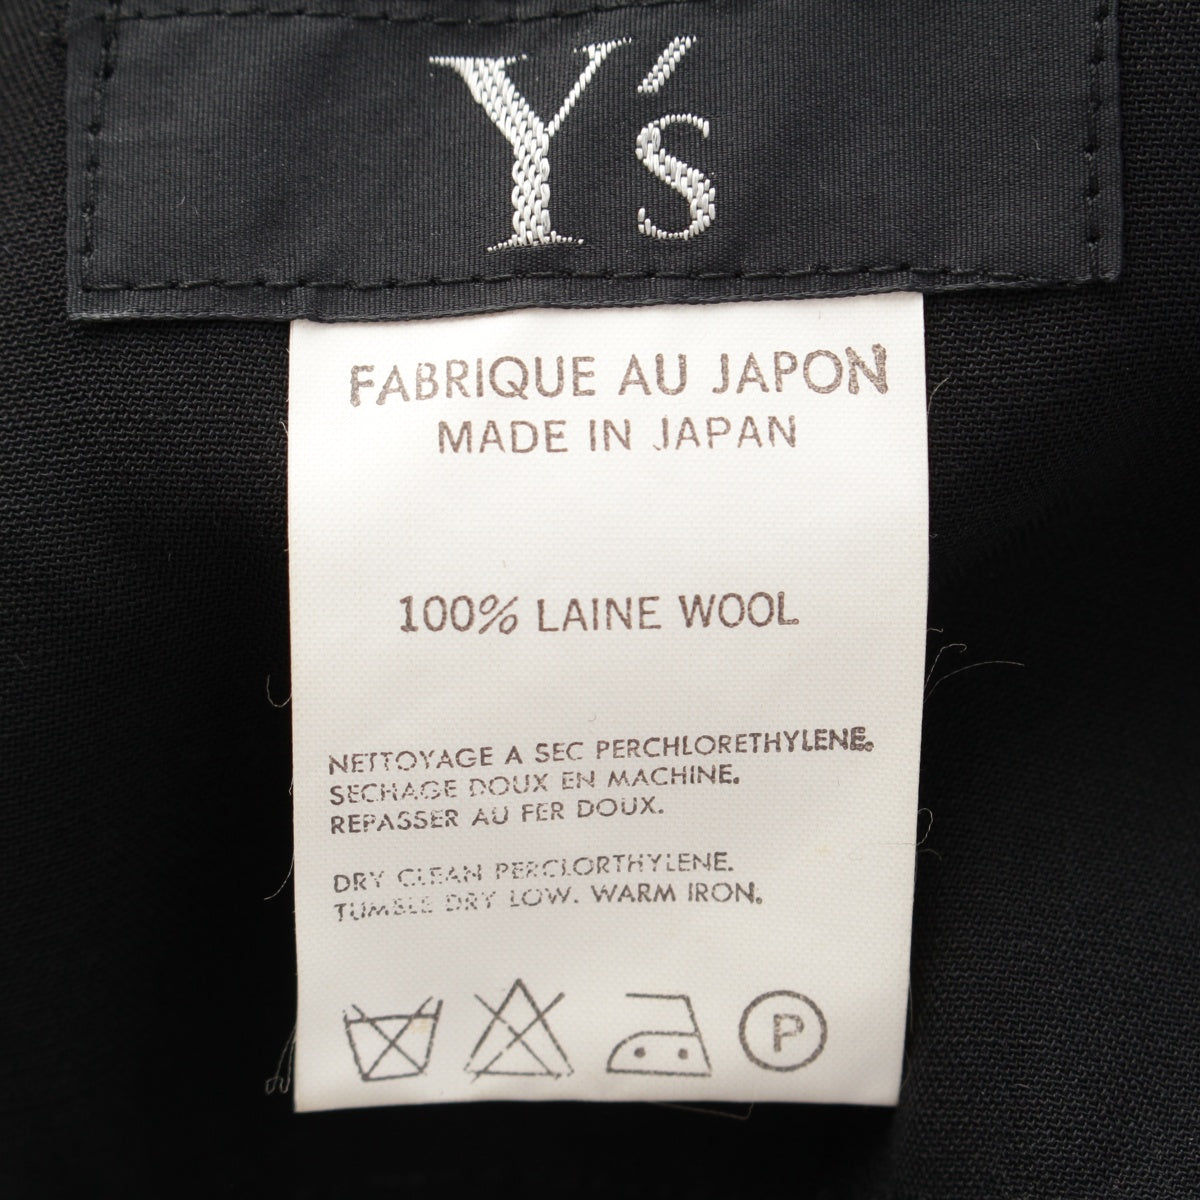 Y's
FABRIQUE AU JAPON
MADE IN JAPAN
100% LAINE WOOL
NETTOYAGE A SEC PERCHLORETHYLENE.
SECHAGE DOUX EN MACHINE.
REPASSER AU FER DOUX.
DRY CLEAN PERCLORTHYLENE.
TUMBLE DRY LOW. WARM IRON.
P